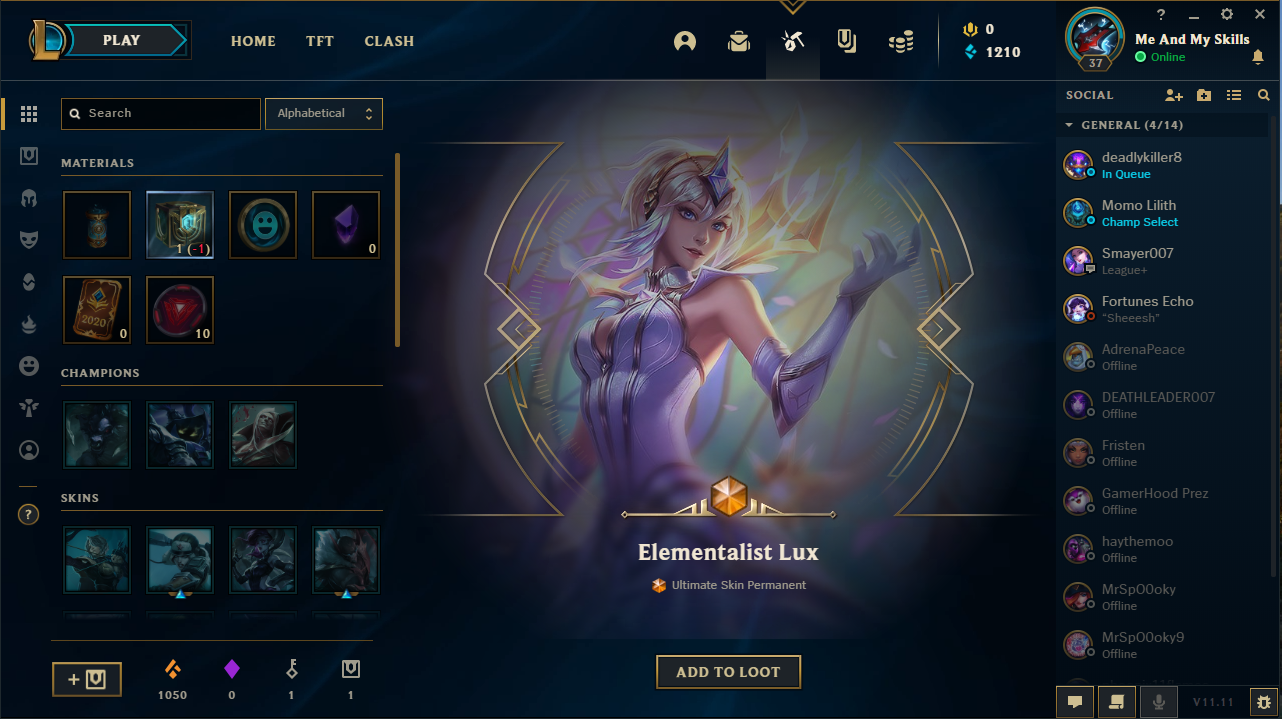 PLAY
HOME
TFT
CLASH
0
1210
37
Me And My Skills
Online
Search
Alphabetical
MATERIALS
1 (-1)
0
2020
0
10
CHAMPIONS
SKINS
?
1050
0
1
1
Elementalist Lux
Ultimate Skin Permanent
ADD TO LOOT
SOCIAL
GENERAL (4/14)
deadlykiller8
In Queue
Momo Lilith
Champ Select
Smayer007
League+
Fortunes Echo
"Sheeesh"
AdrenaPeace
Offline
DEATHLEADER007
Offline
Fristen
Offline
GamerHood Prez
Offline
haythemoo
Offline
MrSpO0oky
Offline
MrSpO0oky9
Offline
V11.11